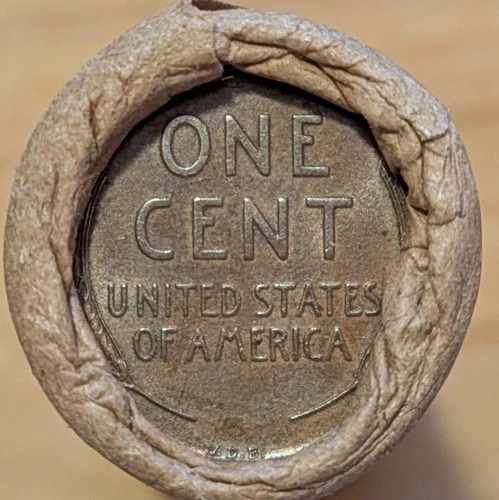 ONE
CENT
UNITED STATES
OF AMERICA
V.D.B.